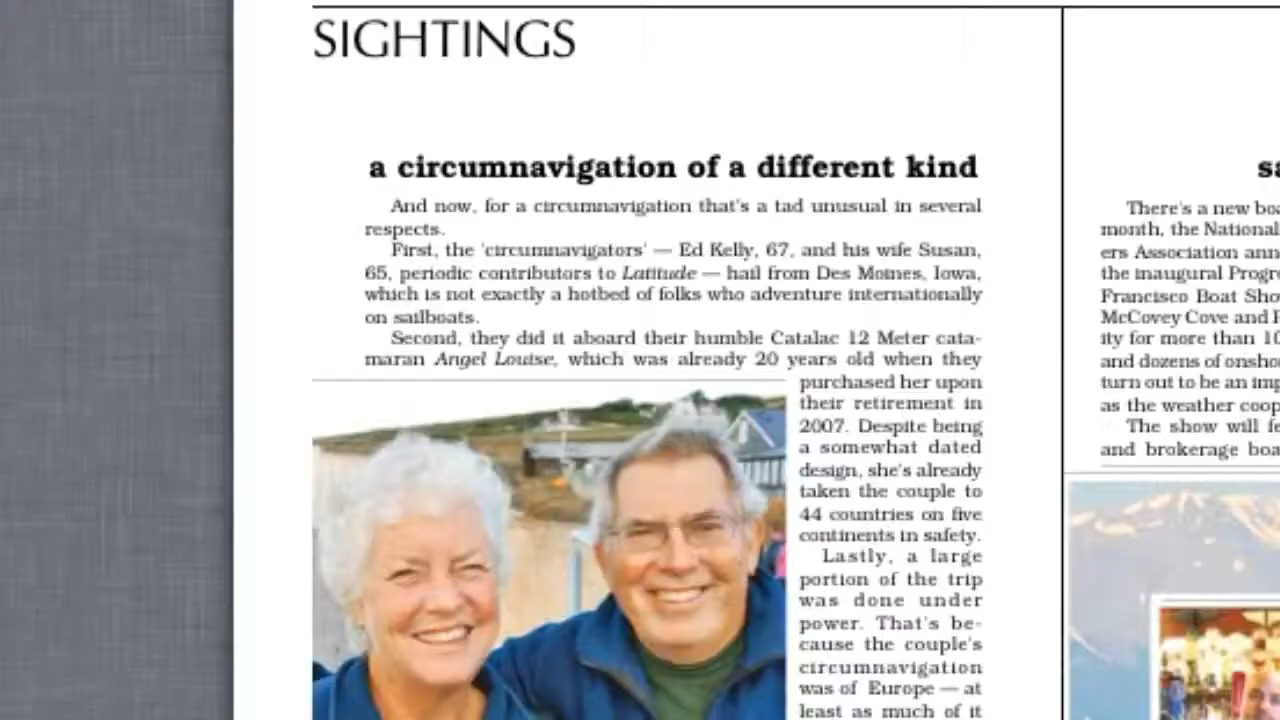 SIGHTINGS
a circumnavigation of a different kind
And now, for a circumnavigation that's a tad unusual in several
respects.
First, the 'circumnavigators' — Ed Kelly, 67, and his wife Susan,
65, periodic contributors to Latitude — hail from Des Moines, Iowa,
which is not exactly a hotbed of folks who adventure internationally
on sailboats.
Second, they did it aboard their humble Catalac 12 Meter cata-
maran Angel Louise, which was already 20 years old when they
purchased her upon
their retirement in
2007. Despite being
a somewhat dated
design, she's already
taken the couple to
44 countries on five
continents in safety.
Lastly, a large
portion of the trip
was done under
power. That's be-
cause the couple's
circumnavigation
was of Europe — at
least as much of it
sa
There's a new boa
month, the National
ers Association ann
the inaugural Progre
Francisco Boat Sho
McCovey Cove and P
ity for more than 10
and dozens of onsho
turn out to be an imp
as the weather coop
The show will fe
and brokerage boa